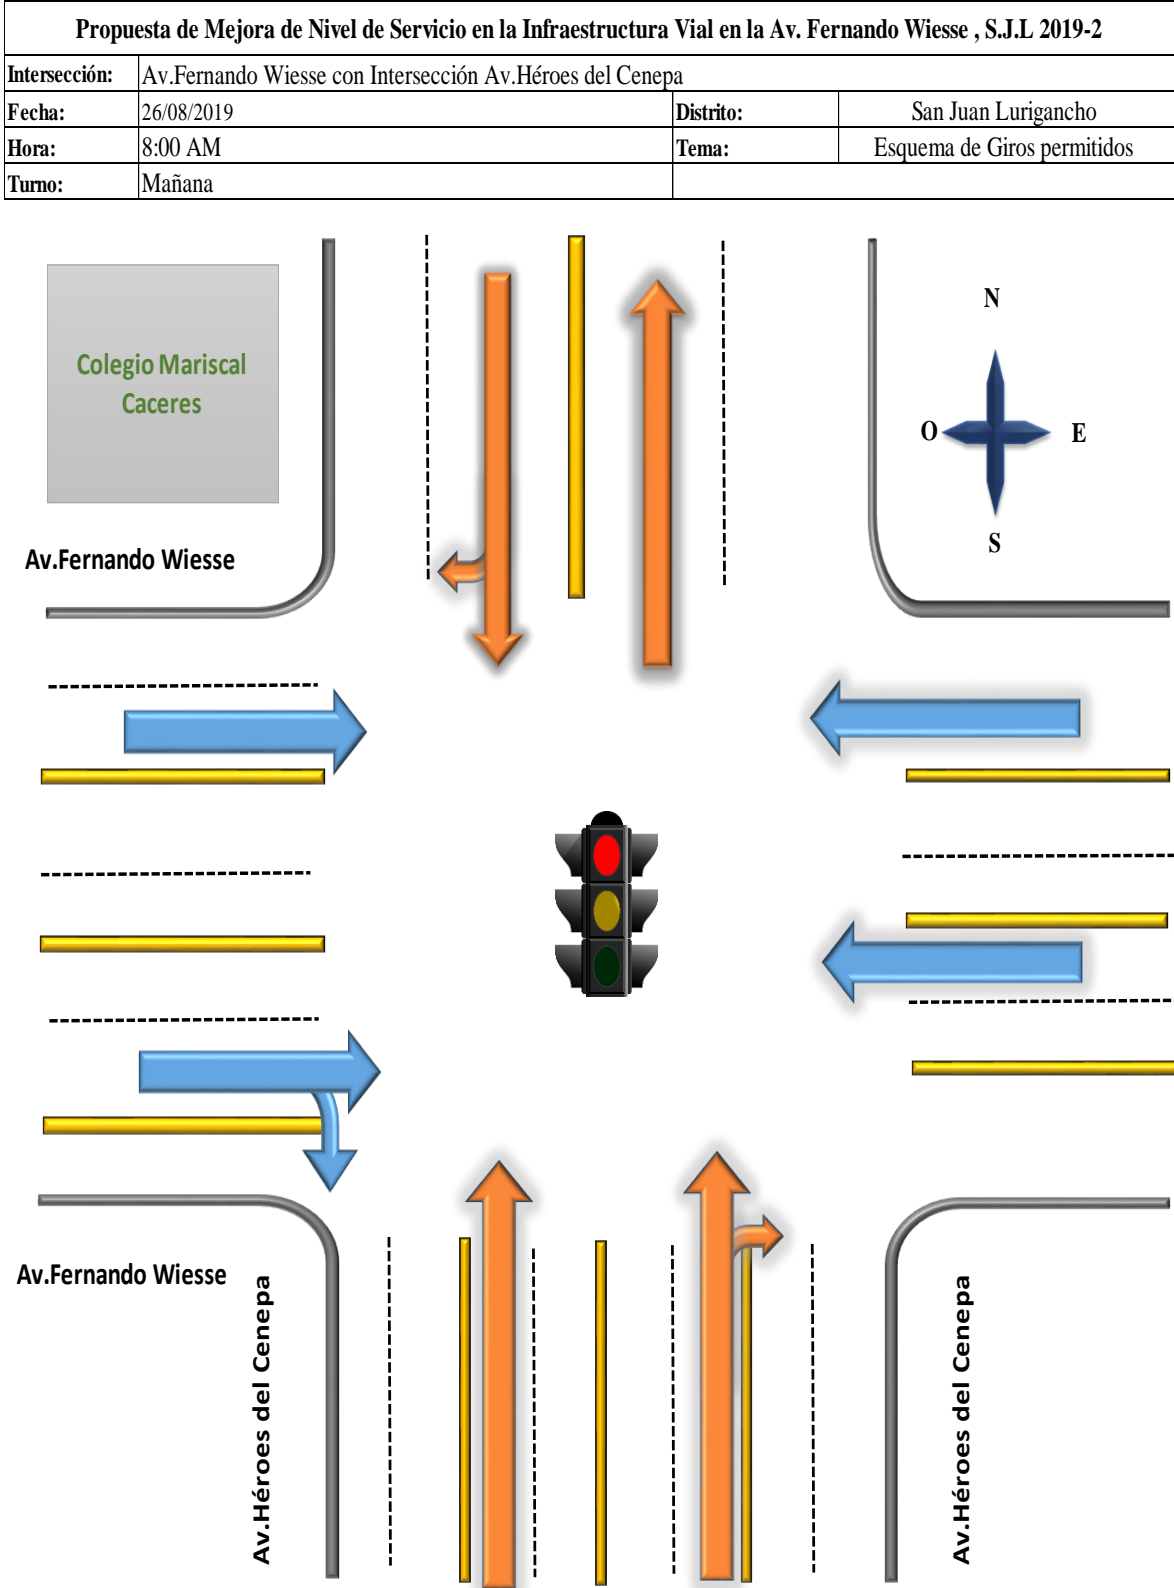 Propuesta de Mejora de Nivel de Servicio en la Infraestructura Vial en la Av. Fernando Wiesse , S.J.L 2019-2
Intersección: Av.Fernando Wiesse con Intersección Av.Héroes del Cenepa
Fecha: 26/08/2019 Distrito: San Juan Lurigancho
Hora: 8:00 AM Tema: Esquema de Giros permitidos
Turno: Mañana
Colegio Mariscal
Caceres
N
O E
S
Av.Fernando Wiesse
Av.Fernando Wiesse
Av.Héroes del Cenepa
Av.Héroes del Cenepa